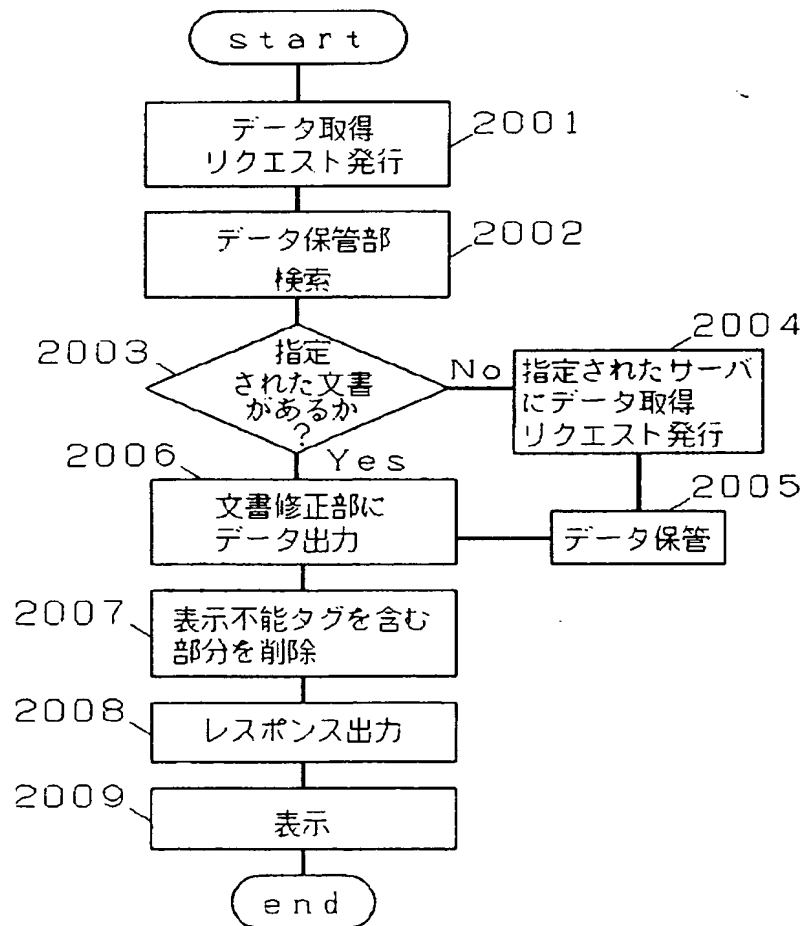 start
データ取得
リクエスト発行
2001
データ保管部
検索
2002
指定
された文書
があるか
?
2003
No
指定されたサーバ
にデータ取得
リクエスト発行
2004
データ保管
2005
Yes
文書修正部に
データ出力
2006
表示不能タグを含む
部分を削除
2007
レスポンス出力
2008
表示
2009
end